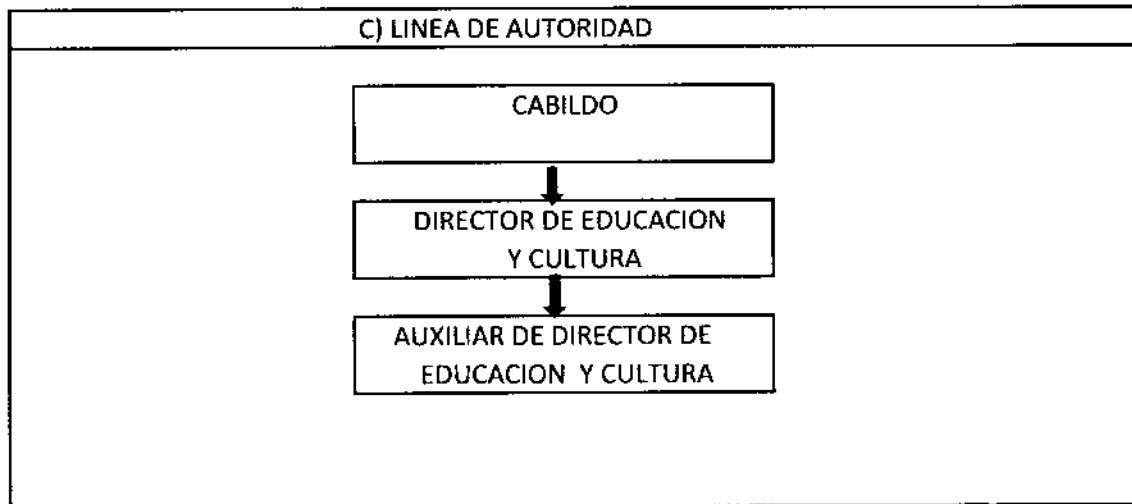 C) LINEA DE AUTORIDAD
CABILDO
DIRECTOR DE EDUCACION
Y CULTURA
AUXILIAR DE DIRECTOR DE
EDUCACION Y CULTURA